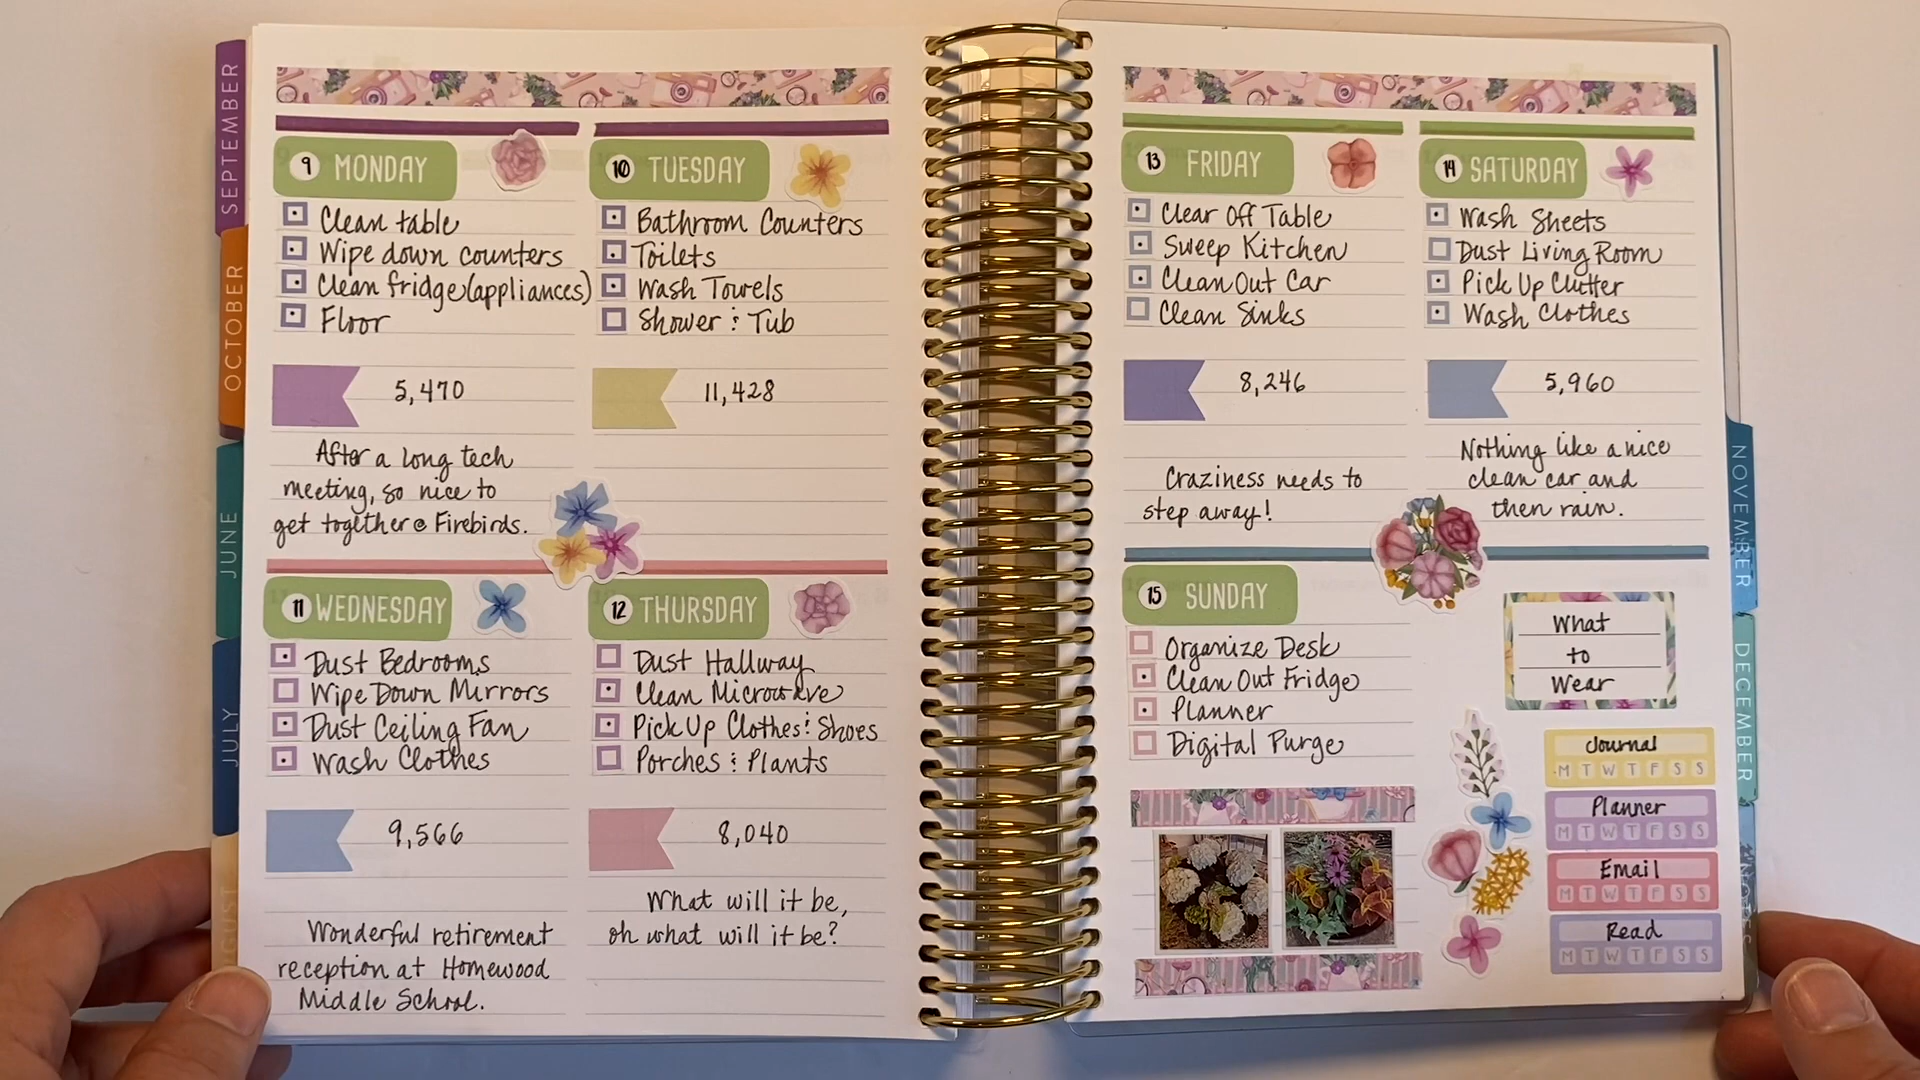 SEPTEMBER
OCTOBER
JUNE
JULY
NOVEMBER
DECEMBER
9 MONDAY
Clean table
Wipe down counters
Clean fridge(appliances)
Floor
5,470
After a long tech
meeting, so nice to
get together @ Firebirds.
10 TUESDAY
Bathroom Counters
Toilets
Wash Towels
Shower & Tub
11,428
11 WEDNESDAY
Dust Bedrooms
Wipe Down Mirrors
Dust Ceiling Fan
Wash Clothes
9,566
Wonderful retirement
reception at Homewood
Middle School.
12 THURSDAY
Dust Hallway
Clean Microwave
Pick Up Clothes & Shoes
Porches & Plants
8,040
What will it be,
oh what will it be?
13 FRIDAY
Clear Off Table
Sweep Kitchen
Clean Out Car
Clean Sinks
8,246
Craziness needs to
step away!
14 SATURDAY
Wash Sheets
Dust Living Room
Pick Up Clutter
Wash Clothes
5,960
Nothing like a nice
clean car and
then rain.
15 SUNDAY
Organize Desk
Clean Out Fridge
Planner
Digital Purge
What
to
Wear
Journal
M T W T F S S
Planner
M T W T F S S
Email
M T W T F S S
Read
M T W T F S S